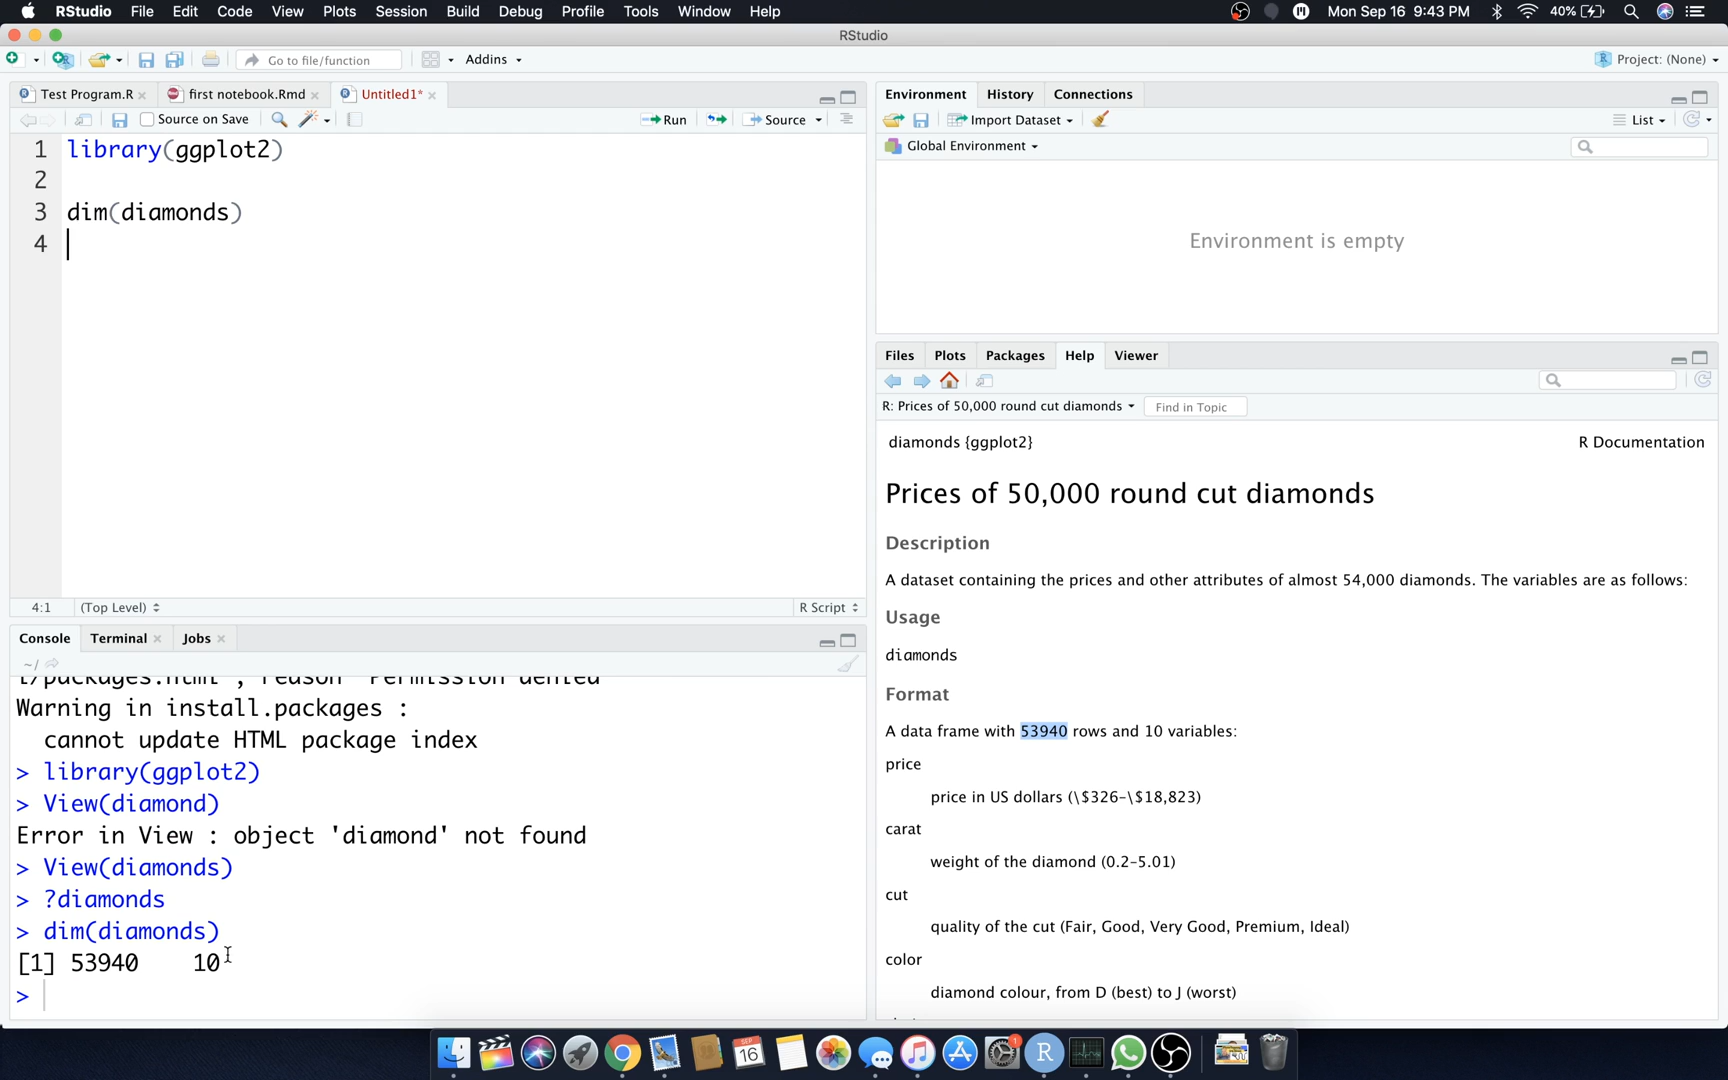 RStudio File Edit Code View Plots Session Build Debug Profile Tools Window Help Mon Sep 16 9:43 PM 40%
RStudio
Go to file/function Addins Project: (None)
Test Program.R first notebook.Rmd Untitled1*
Source on Save Run Source
1 library(ggplot2)
2
3 dim(diamonds)
4
4:1 (Top Level) R Script
Console Terminal Jobs
~/
Warning in install.packages :
cannot update HTML package index
> library(ggplot2)
> View(diamond)
Error in View : object 'diamond' not found
> View(diamonds)
> ?diamonds
> dim(diamonds)
[1] 53940 10
>
Environment History Connections
Import Dataset List
Global Environment
Environment is empty
Files Plots Packages Help Viewer
R: Prices of 50,000 round cut diamonds Find in Topic
diamonds {ggplot2} R Documentation
Prices of 50,000 round cut diamonds
Description
A dataset containing the prices and other attributes of almost 54,000 diamonds. The variables are as follows:
Usage
diamonds
Format
A data frame with 53940 rows and 10 variables:
price
price in US dollars (\$326-\$18,823)
carat
weight of the diamond (0.2-5.01)
cut
quality of the cut (Fair, Good, Very Good, Premium, Ideal)
color
diamond colour, from D (best) to J (worst)
SEP
16
1
R